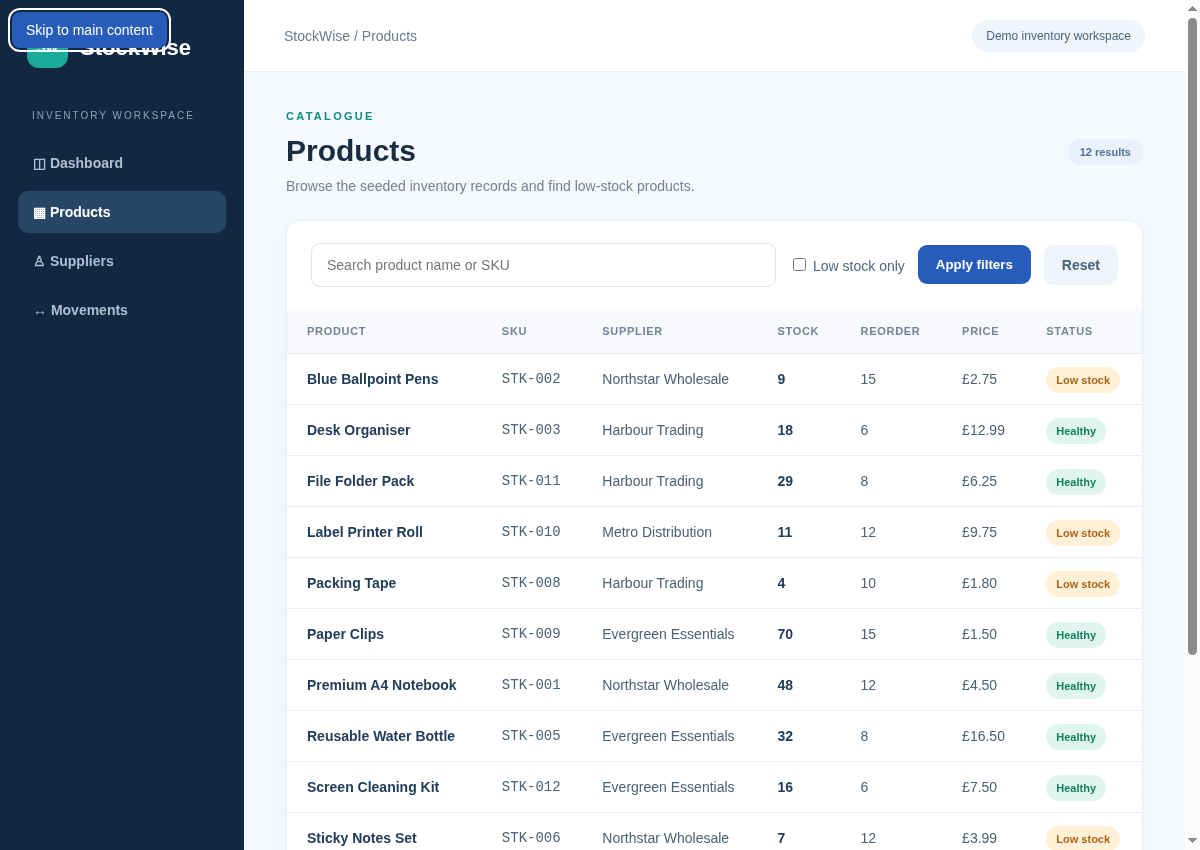 Skip to main content
StockWise
INVENTORY WORKSPACE
Dashboard
Products
Suppliers
Movements
StockWise / Products
Demo inventory workspace
CATALOGUE
Products
12 results
Browse the seeded inventory records and find low-stock products.
Search product name or SKU
Low stock only
Apply filters
Reset
PRODUCT SKU SUPPLIER STOCK REORDER PRICE STATUS
Blue Ballpoint Pens STK-002 Northstar Wholesale 9 15 £2.75 Low stock
Desk Organiser STK-003 Harbour Trading 18 6 £12.99 Healthy
File Folder Pack STK-011 Harbour Trading 29 8 £6.25 Healthy
Label Printer Roll STK-010 Metro Distribution 11 12 £9.75 Low stock
Packing Tape STK-008 Harbour Trading 4 10 £1.80 Low stock
Paper Clips STK-009 Evergreen Essentials 70 15 £1.50 Healthy
Premium A4 Notebook STK-001 Northstar Wholesale 48 12 £4.50 Healthy
Reusable Water Bottle STK-005 Evergreen Essentials 32 8 £16.50 Healthy
Screen Cleaning Kit STK-012 Evergreen Essentials 16 6 £7.50 Healthy
Sticky Notes Set STK-006 Northstar Wholesale 7 12 £3.99 Low stock